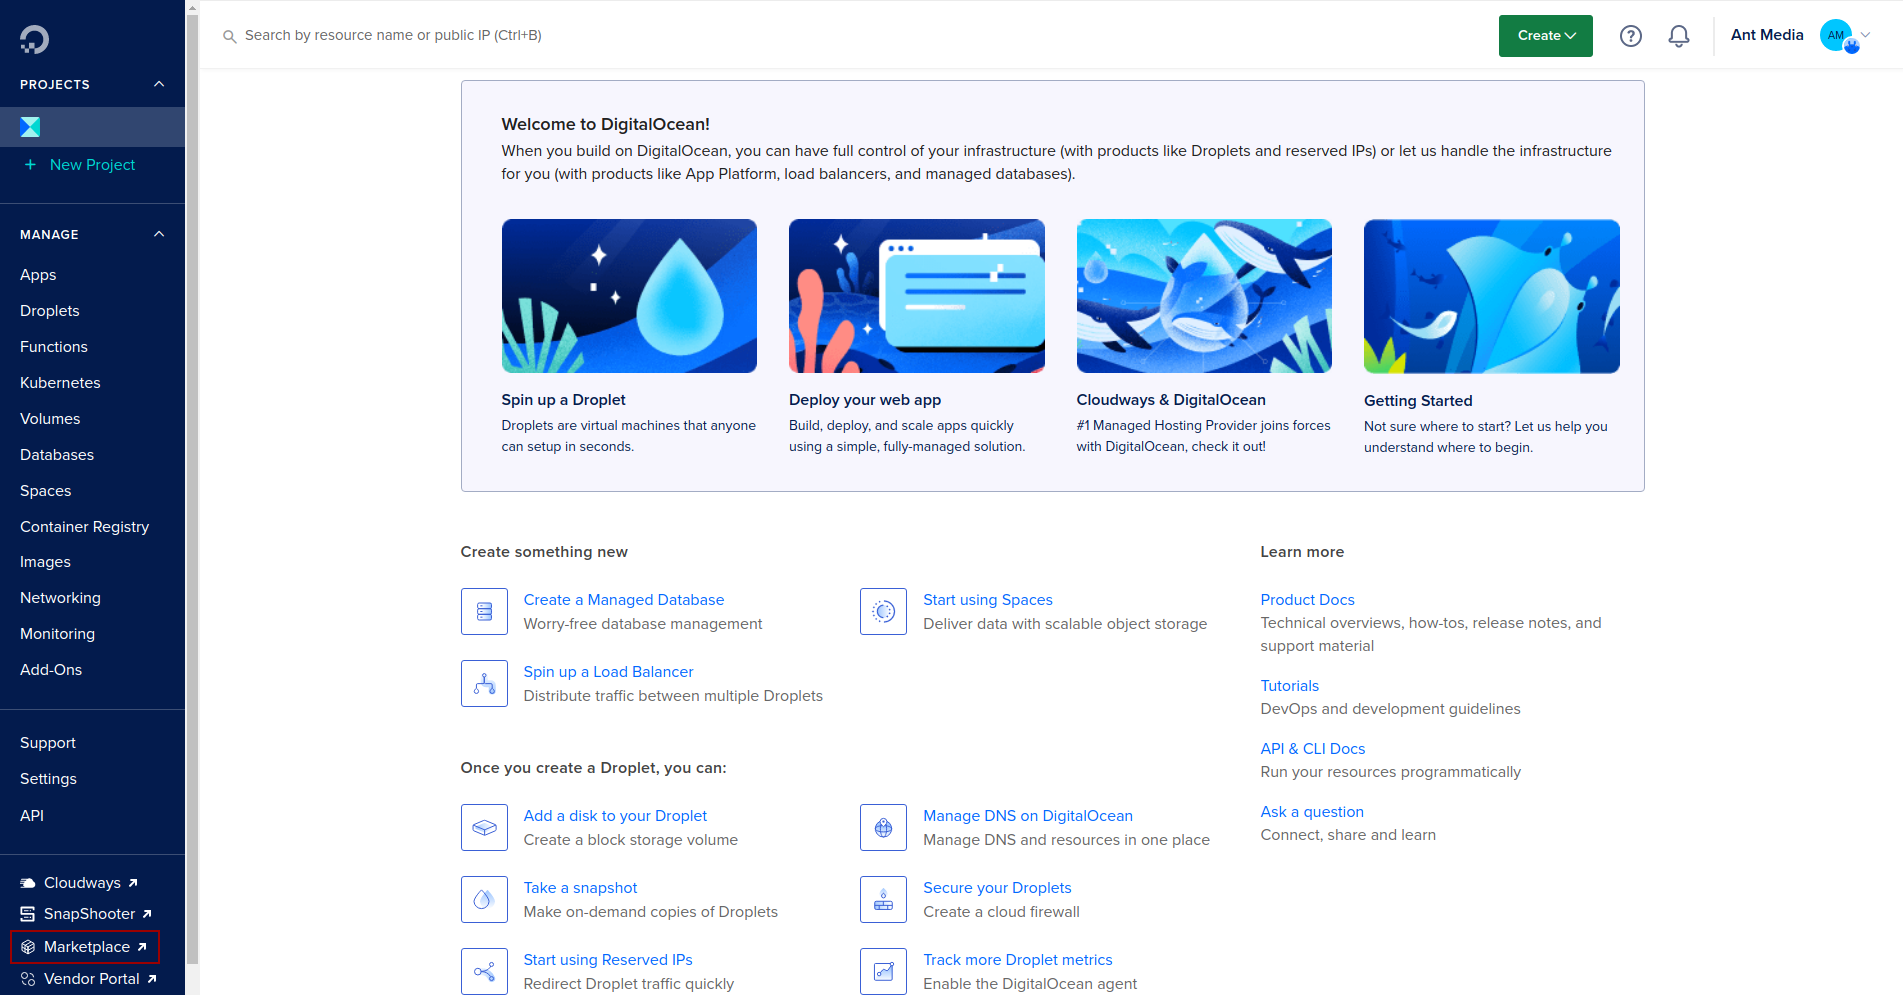 Search by resource name or public IP (Ctrl+B)
Create
Ant Media
AM
PROJECTS
New Project
MANAGE
Apps
Droplets
Functions
Kubernetes
Volumes
Databases
Spaces
Container Registry
Images
Networking
Monitoring
Add-Ons
Support
Settings
API
Cloudways
SnapShooter
Marketplace
Vendor Portal
Welcome to DigitalOcean!
When you build on DigitalOcean, you can have full control of your infrastructure (with products like Droplets and reserved IPs) or let us handle the infrastructure
for you (with products like App Platform, load balancers, and managed databases).
Spin up a Droplet
Droplets are virtual machines that anyone
can setup in seconds.
Deploy your web app
Build, deploy, and scale apps quickly
using a simple, fully-managed solution.
Cloudways & DigitalOcean
#1 Managed Hosting Provider joins forces
with DigitalOcean, check it out!
Getting Started
Not sure where to start? Let us help you
understand where to begin.
Create something new
Create a Managed Database
Worry-free database management
Start using Spaces
Deliver data with scalable object storage
Spin up a Load Balancer
Distribute traffic between multiple Droplets
Once you create a Droplet, you can:
Add a disk to your Droplet
Create a block storage volume
Manage DNS on DigitalOcean
Manage DNS and resources in one place
Take a snapshot
Make on-demand copies of Droplets
Secure your Droplets
Create a cloud firewall
Start using Reserved IPs
Redirect Droplet traffic quickly
Track more Droplet metrics
Enable the DigitalOcean agent
Learn more
Product Docs
Technical overviews, how-tos, release notes, and
support material
Tutorials
DevOps and development guidelines
API & CLI Docs
Run your resources programmatically
Ask a question
Connect, share and learn